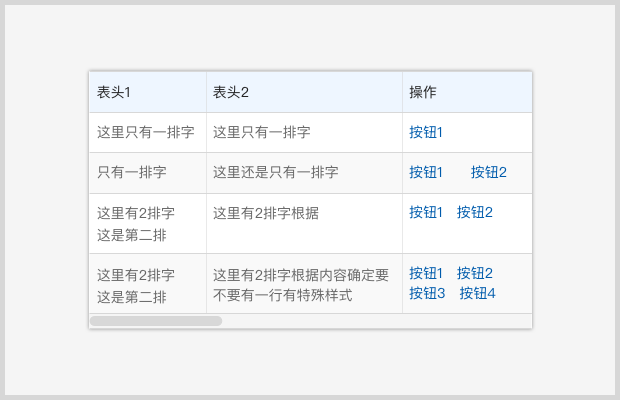 表头1 表头2 操作
这里只有一排字 这里只有一排字 按钮1
只有一排字 这里还是只有一排字 按钮1 按钮2
这里有2排字 这里有2排字根据 按钮1 按钮2
这是第二排
这里有2排字 这里有2排字根据内容确定要 按钮1 按钮2
这是第二排 不要有一行有特殊样式 按钮3 按钮4